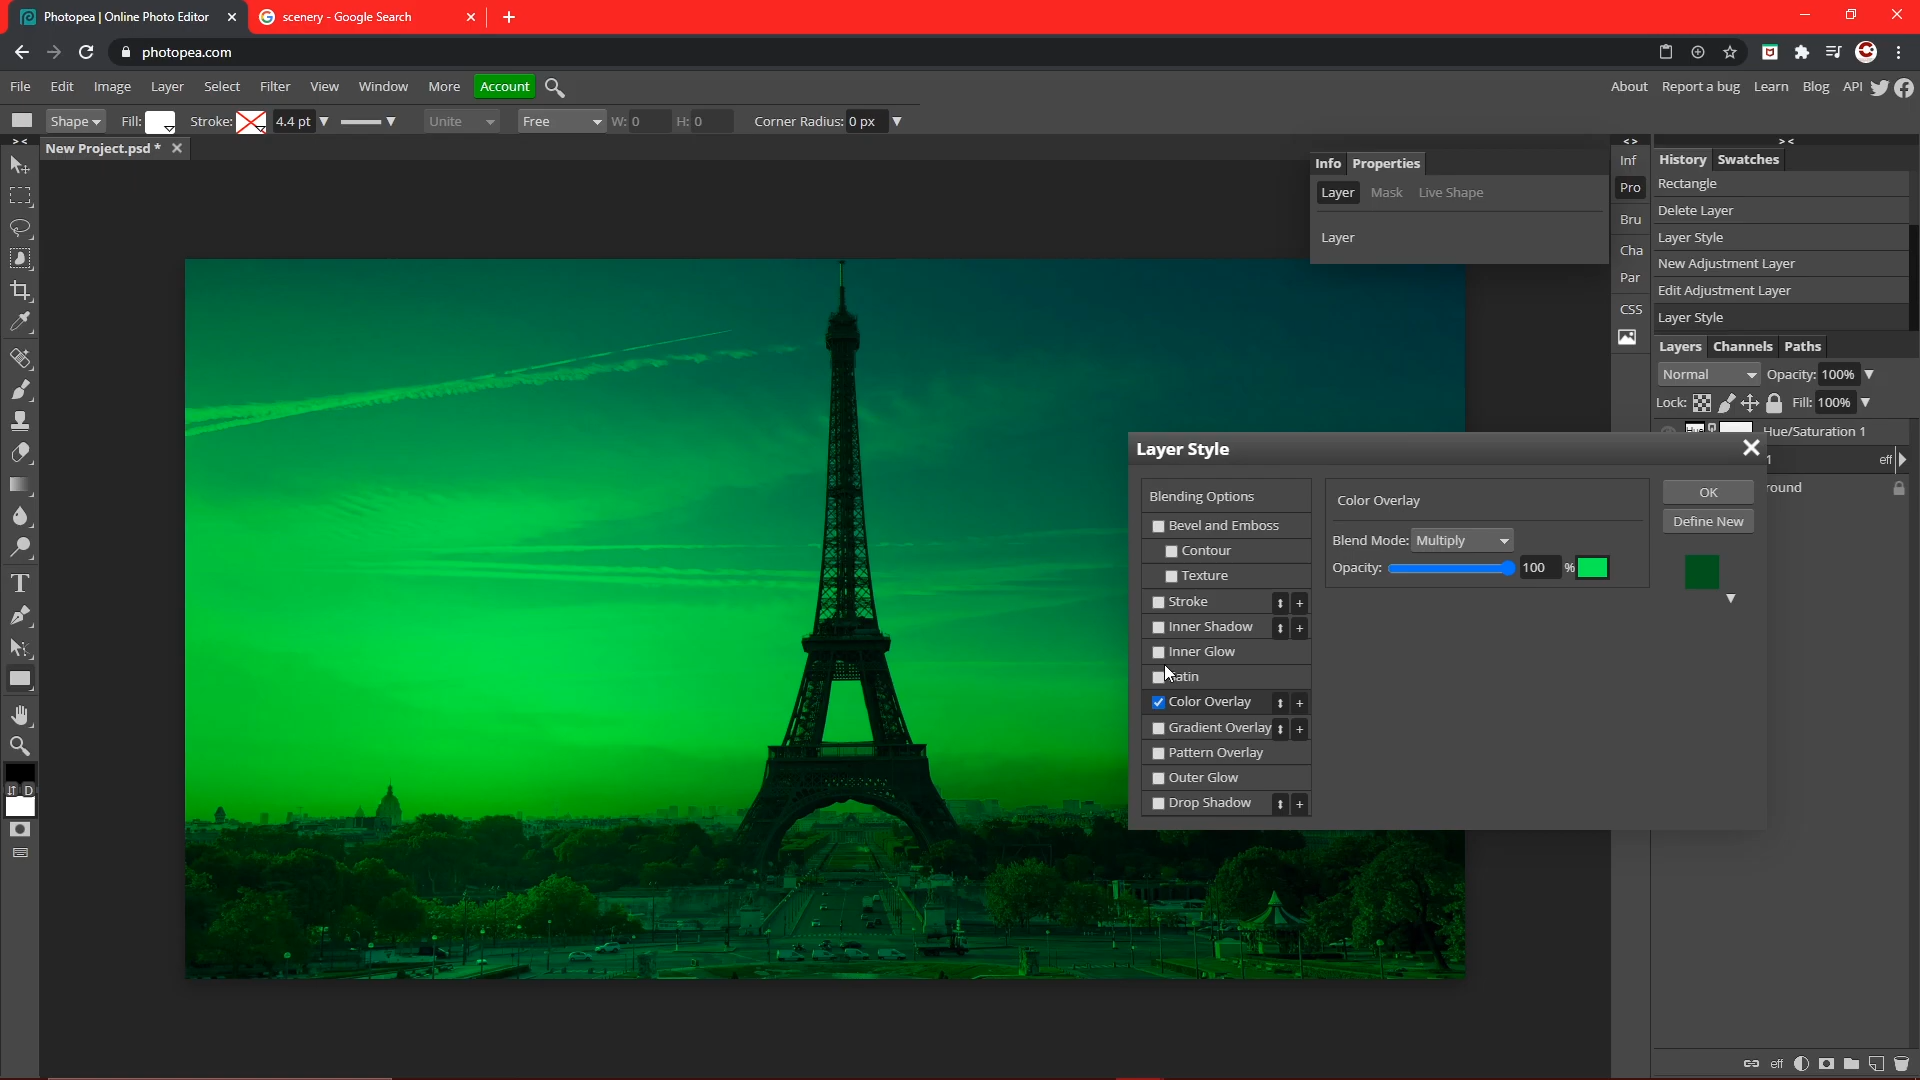 Photopea | Online Photo Editor
scenery - Google Search
photopea.com
File Edit Image Layer Select Filter View Window More Account
About Report a bug Learn Blog API
Shape Fill: Stroke: 4.4 pt Unite Free W: 0 H: 0 Corner Radius: 0 px
New Project.psd *
Info Properties
Layer Mask Live Shape
Layer
Inf
Pro
Bru
Cha
Par
CSS
History Swatches
Rectangle
Delete Layer
Layer Style
New Adjustment Layer
Edit Adjustment Layer
Layer Style
Layers Channels Paths
Normal Opacity: 100%
Lock: Fill: 100%
Hue/Saturation 1
1 eff
round
Layer Style
Blending Options
Bevel and Emboss
Contour
Texture
Stroke
Inner Shadow
Inner Glow
atin
Color Overlay
Gradient Overlay
Pattern Overlay
Outer Glow
Drop Shadow
Color Overlay
Blend Mode: Multiply
Opacity: 100 %
OK
Define New
D
eff